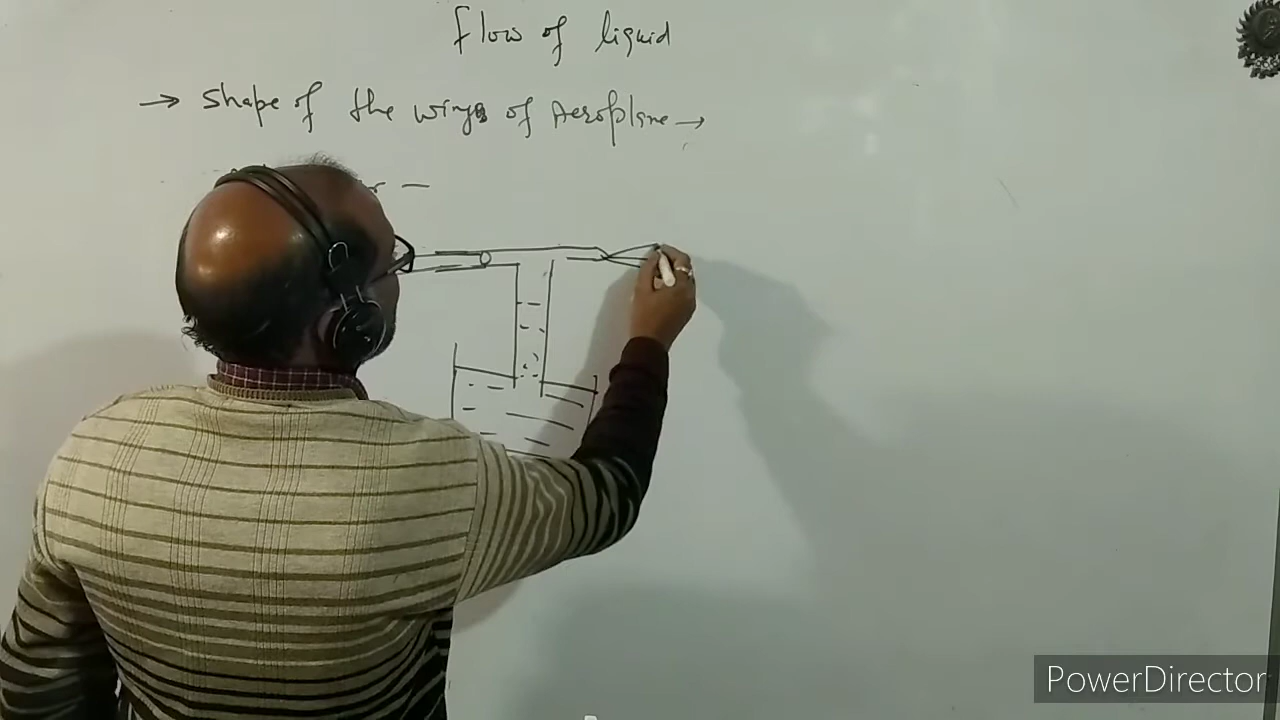 Flow of liquid
→ Shape of the wings of Aeroplane →
PowerDirector